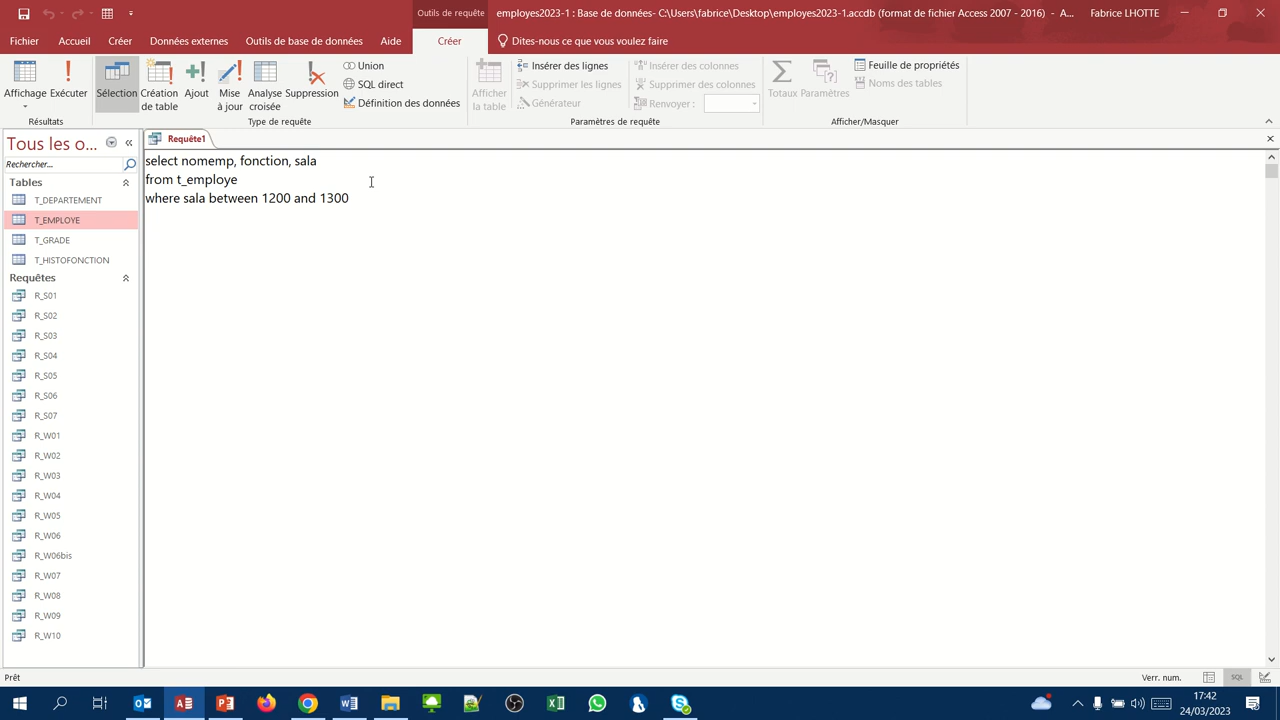 Outils de requête
employes2023-1 : Base de données- C:\Users\fabrice\Desktop\employes2023-1.accdb (format de fichier Access 2007 - 2016) - A...
Fabrice LHOTTE
Fichier Accueil Créer Données externes Outils de base de données Aide Créer Dites-nous ce que vous voulez faire
Affichage
Exécuter
Résultats
Sélection
Création de table
Ajout
Mise à jour
Analyse croisée
Suppression
Union
SQL direct
Définition des données
Type de requête
Afficher la table
Insérer des lignes
Supprimer les lignes
Générateur
Insérer des colonnes
Supprimer des colonnes
Renvoyer :
Paramètres de requête
Totaux
Paramètres
Feuille de propriétés
Noms des tables
Afficher/Masquer
Tous les o...
Rechercher...
Tables
T_DEPARTEMENT
T_EMPLOYE
T_GRADE
T_HISTOFONCTION
Requêtes
R_S01
R_S02
R_S03
R_S04
R_S05
R_S06
R_S07
R_W01
R_W02
R_W03
R_W04
R_W05
R_W06
R_W06bis
R_W07
R_W08
R_W09
R_W10
Requête1
select nomemp, fonction, sala
from t_employe
where sala between 1200 and 1300
Prêt
Verr. num.
SQL
17:42
24/03/2023